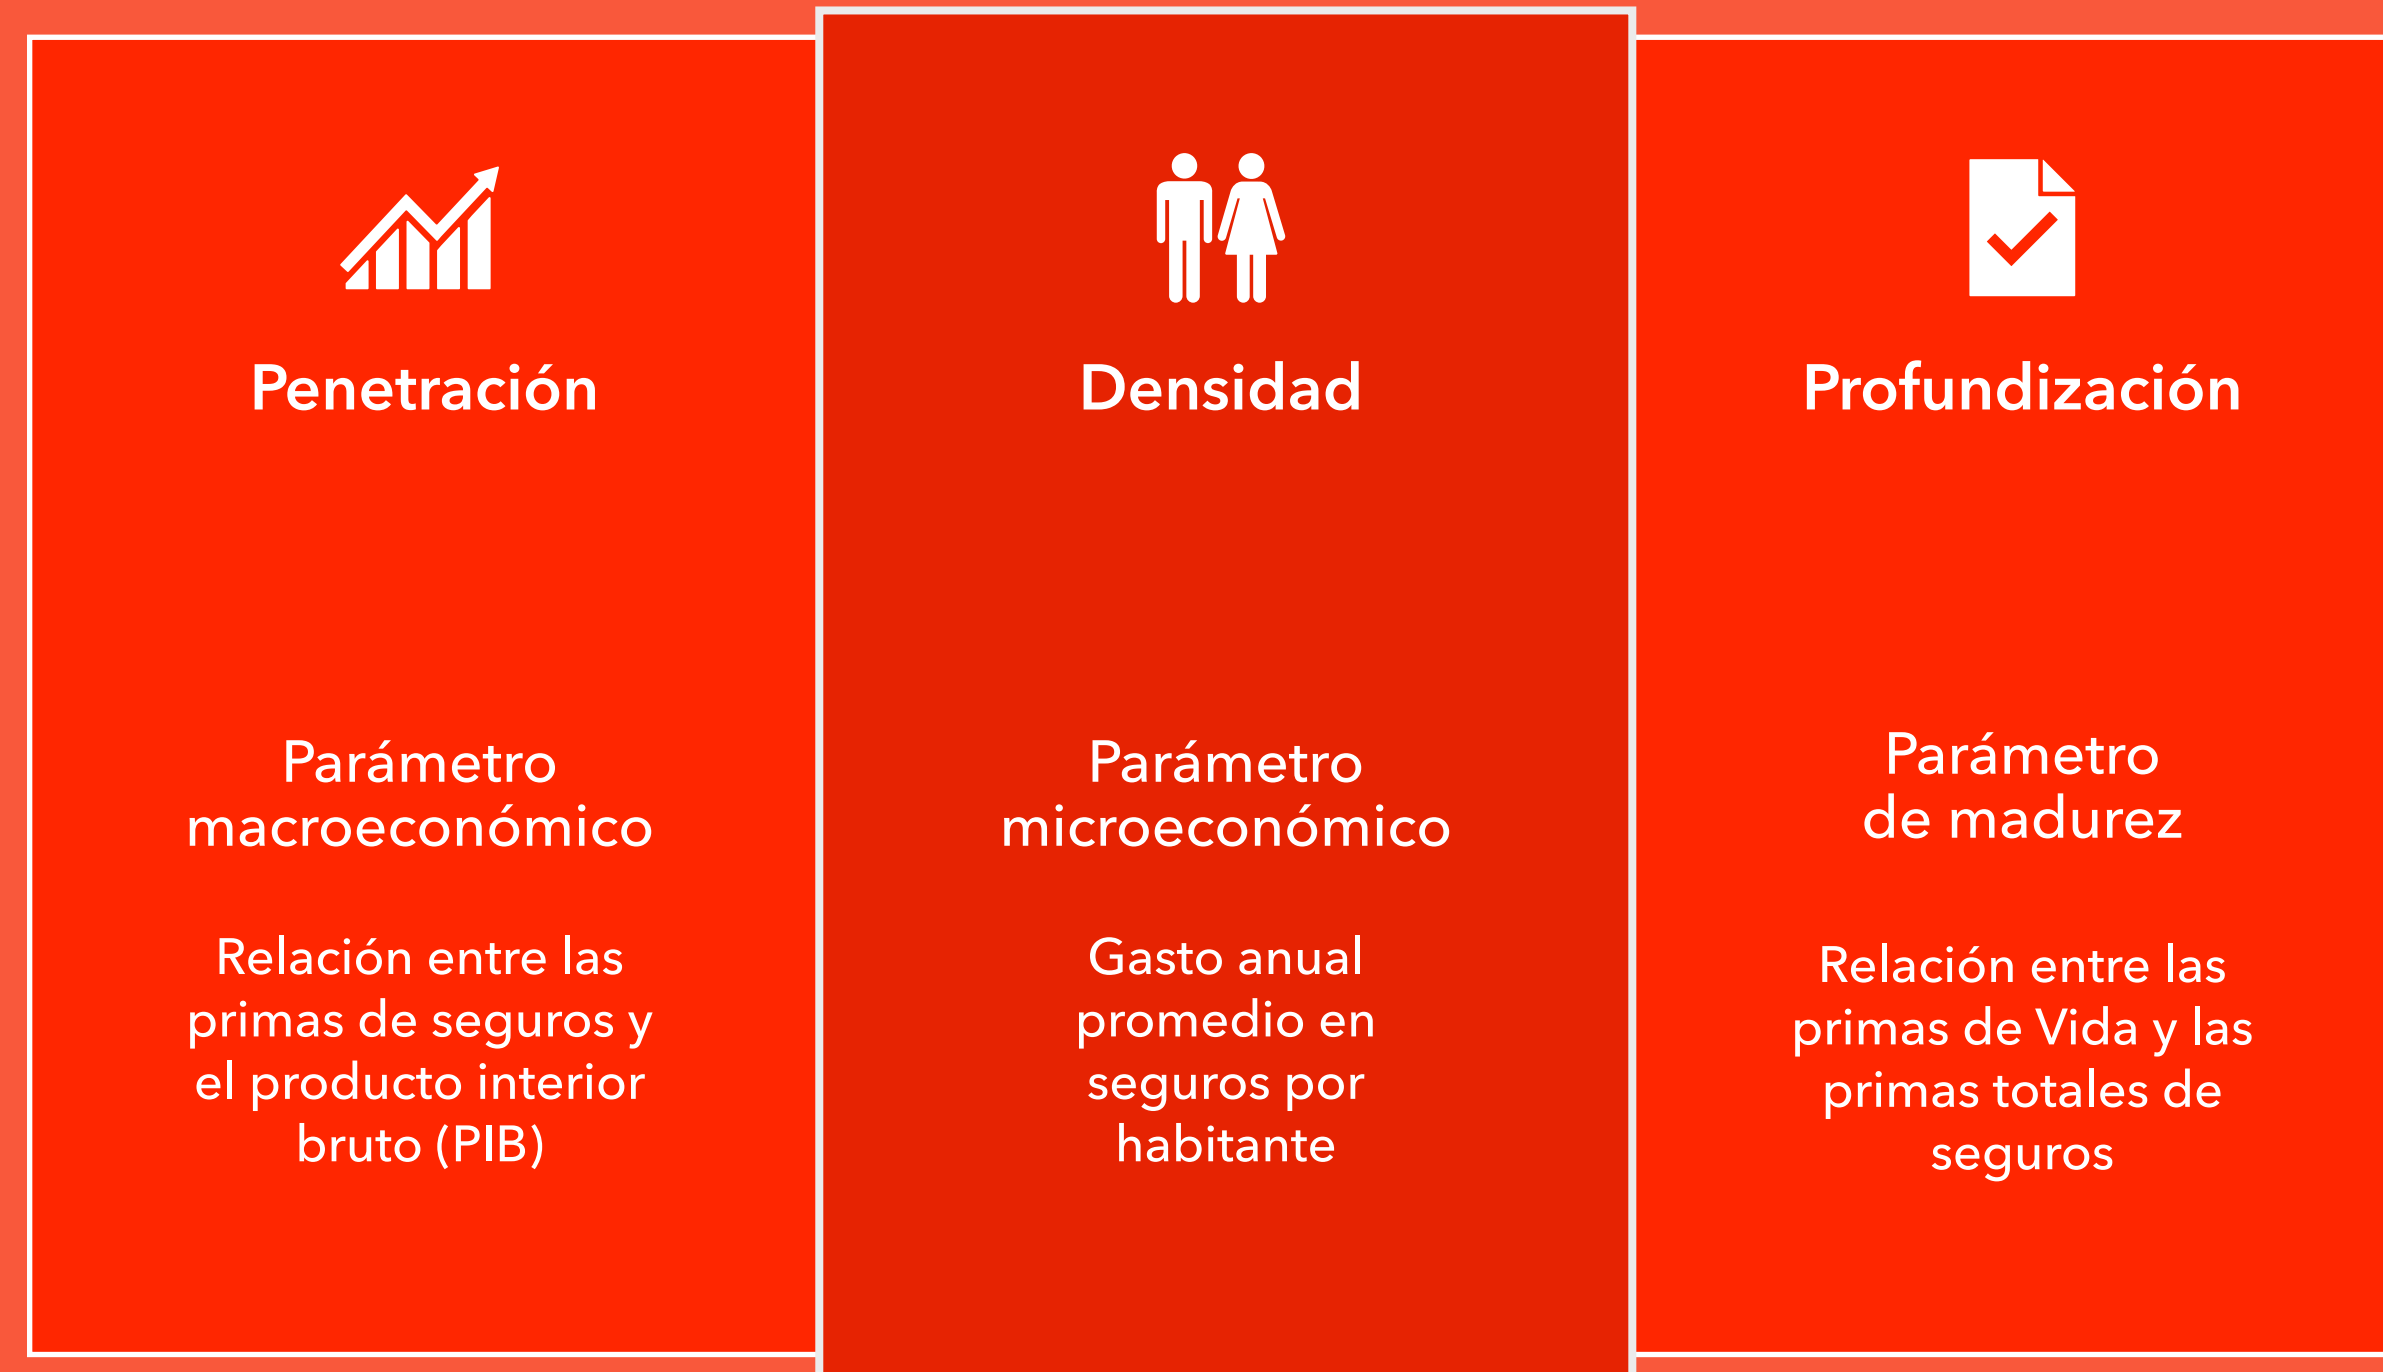 Penetración
Parámetro
macroeconómico
Relación entre las
primas de seguros y
el producto interior
bruto (PIB)
Densidad
Parámetro
microeconómico
Gasto anual
promedio en
seguros por
habitante
Profundización
Parámetro
de madurez
Relación entre las
primas de Vida y las
primas totales de
seguros